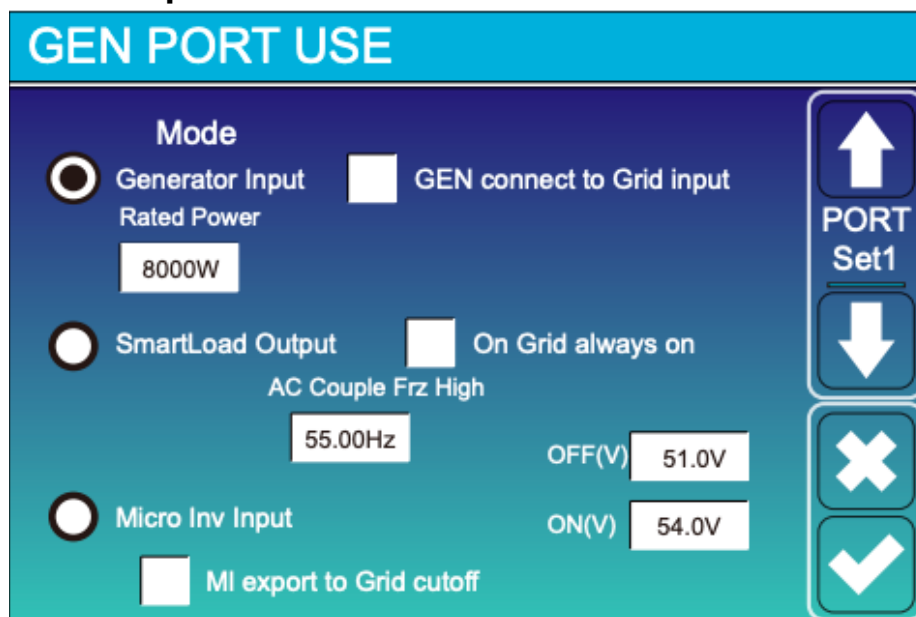 GEN PORT USE
Mode
Generator Input GEN connect to Grid input
Rated Power
8000W
PORT
Set1
SmartLoad Output On Grid always on
AC Couple Frz High
55.00Hz
OFF(V) 51.0V
Micro Inv Input
ON(V) 54.0V
MI export to Grid cutoff